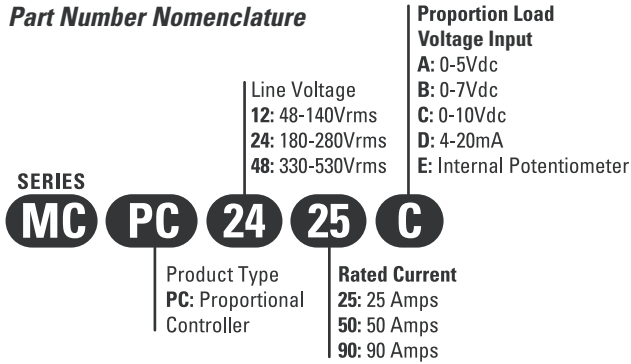 Part Number Nomenclature
Proportion Load
Voltage Input
A: 0-5Vdc
B: 0-7Vdc
C: 0-10Vdc
D: 4-20mA
E: Internal Potentiometer
Line Voltage
12: 48-140Vrms
24: 180-280Vrms
48: 330-530Vrms
SERIES
MC PC 24 25 C
Product Type
PC: Proportional
Controller
Rated Current
25: 25 Amps
50: 50 Amps
90: 90 Amps